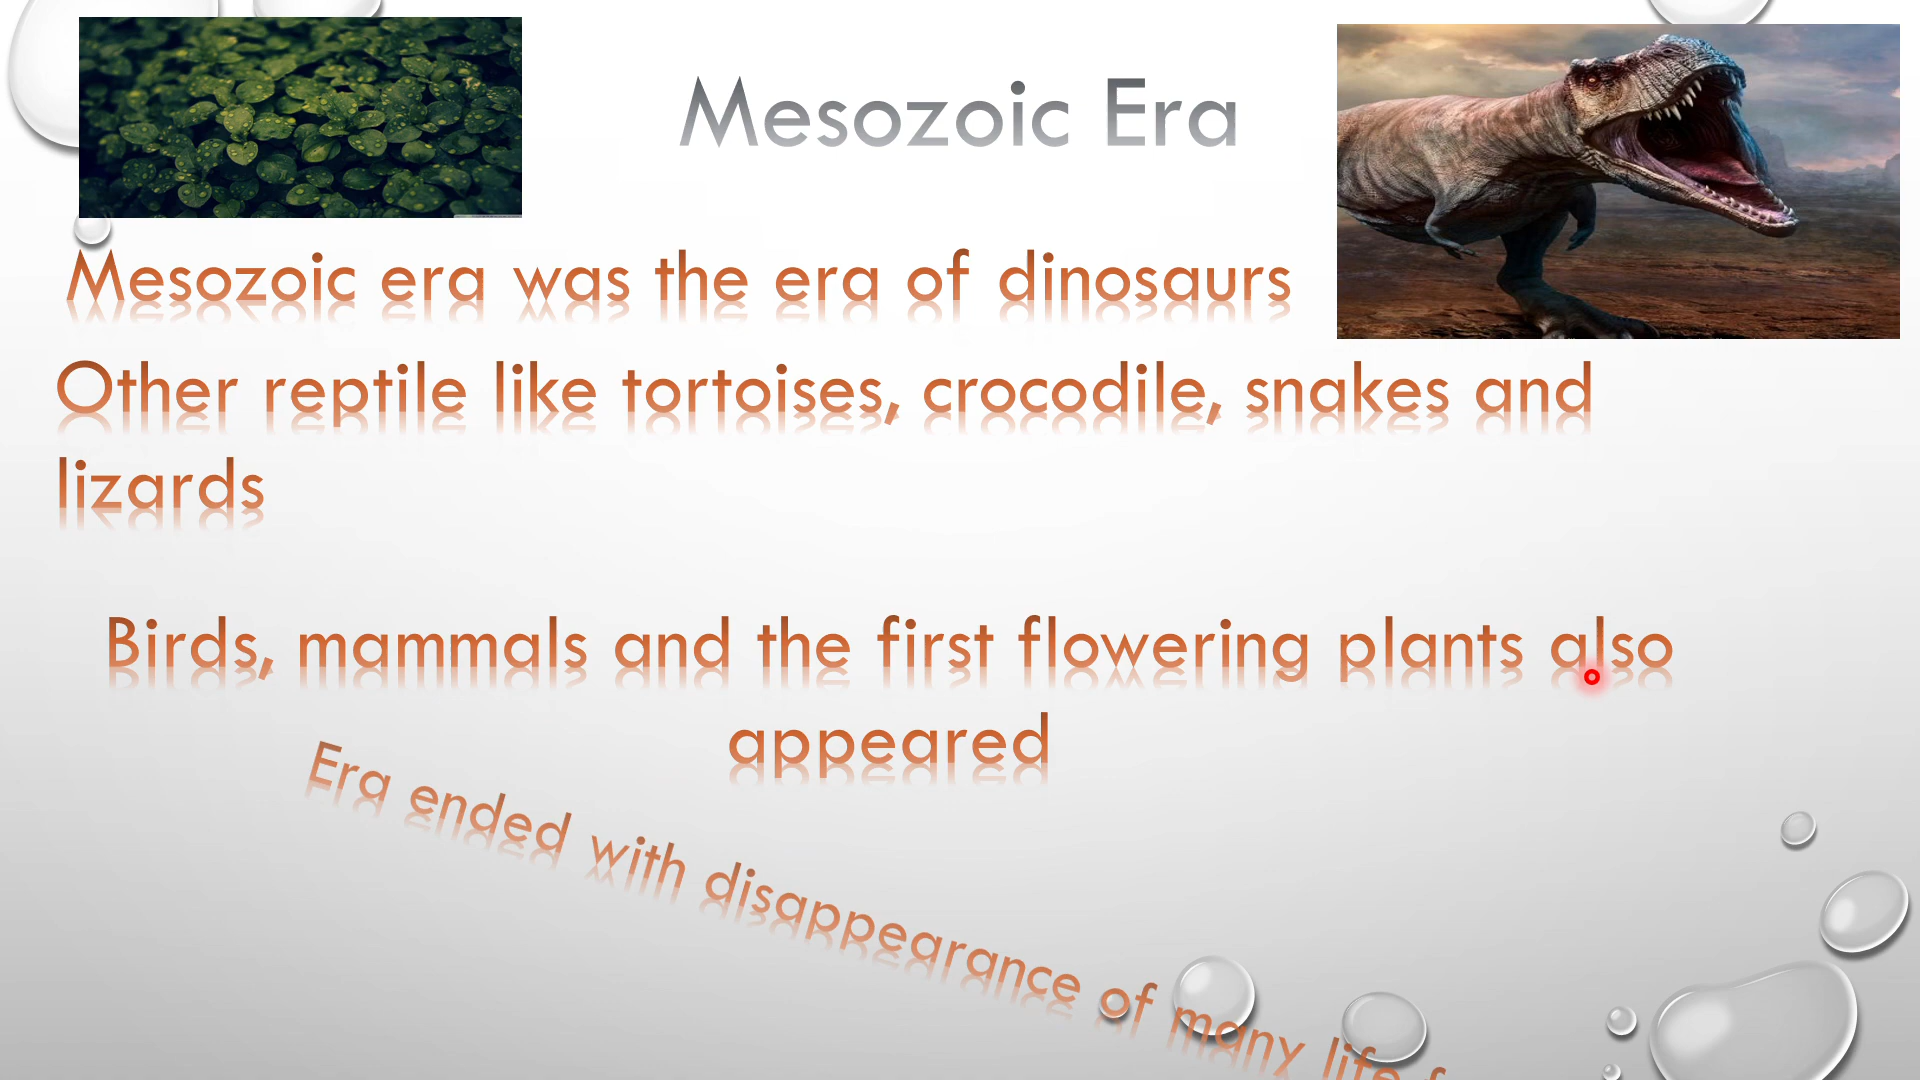 Mesozoic Era
Mesozoic era was the era of dinosaurs
Other reptile like tortoises, crocodile, snakes and
lizards
Birds, mammals and the first flowering plants also
appeared
Era ended with disappearance of many life